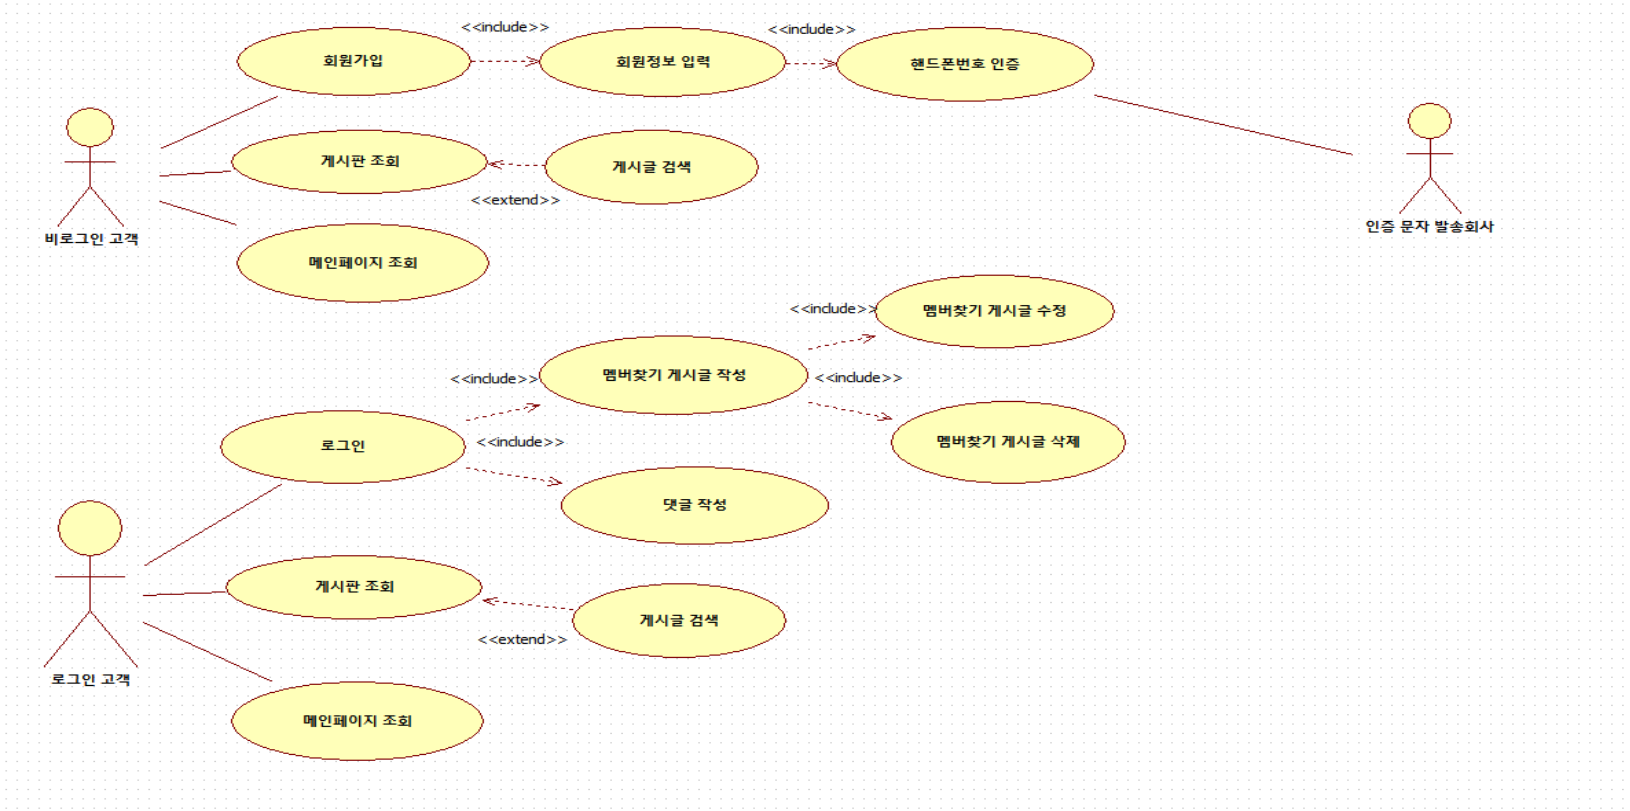 <<include>>
<<include>>
회원가입
회원정보 입력
핸드폰번호 인증
게시판 조회
게시글 검색
<<extend>>
비로그인 고객
인증 문자 발송회사
메인페이지 조회
<<include>>
멤버찾기 게시글 수정
<<include>>
멤버찾기 게시글 작성
<<include>>
로그인
<<include>>
멤버찾기 게시글 삭제
댓글 작성
게시판 조회
게시글 검색
<<extend>>
로그인 고객
메인페이지 조회